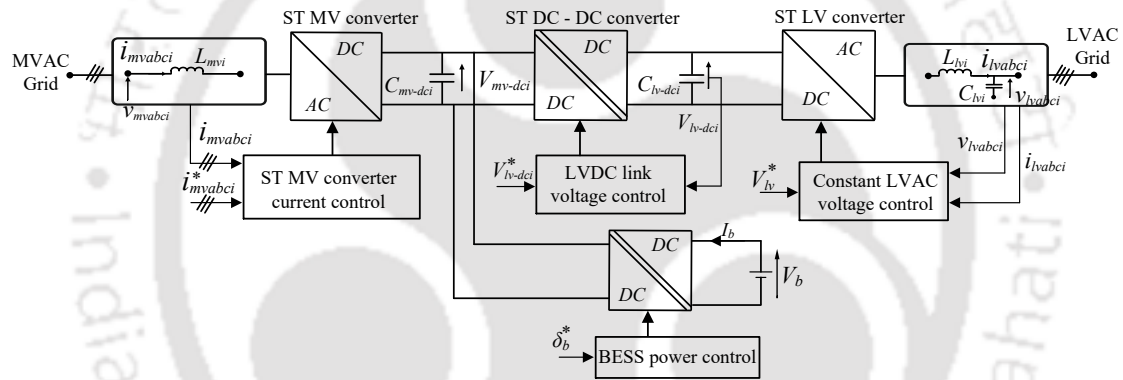 ST MV converter
ST DC - DC converter
ST LV converter
MVAC
Grid
i_mvabci
L_mvi
v_mvabci
DC
AC
C_mv-dci
V_mv-dci
DC
DC
C_lv-dci
V_lv-dci
AC
DC
L_lvi
i_lvabci
C_lvi
v_lvabci
LVAC
Grid
i_mvabci
i*_mvabci
ST MV converter
current control
V*_lv-dci
LVDC link
voltage control
V*_lv
Constant LVAC
voltage control
v_lvabci
i_lvabci
DC
DC
I_b
V_b
δ*_b
BESS power control
India
hati